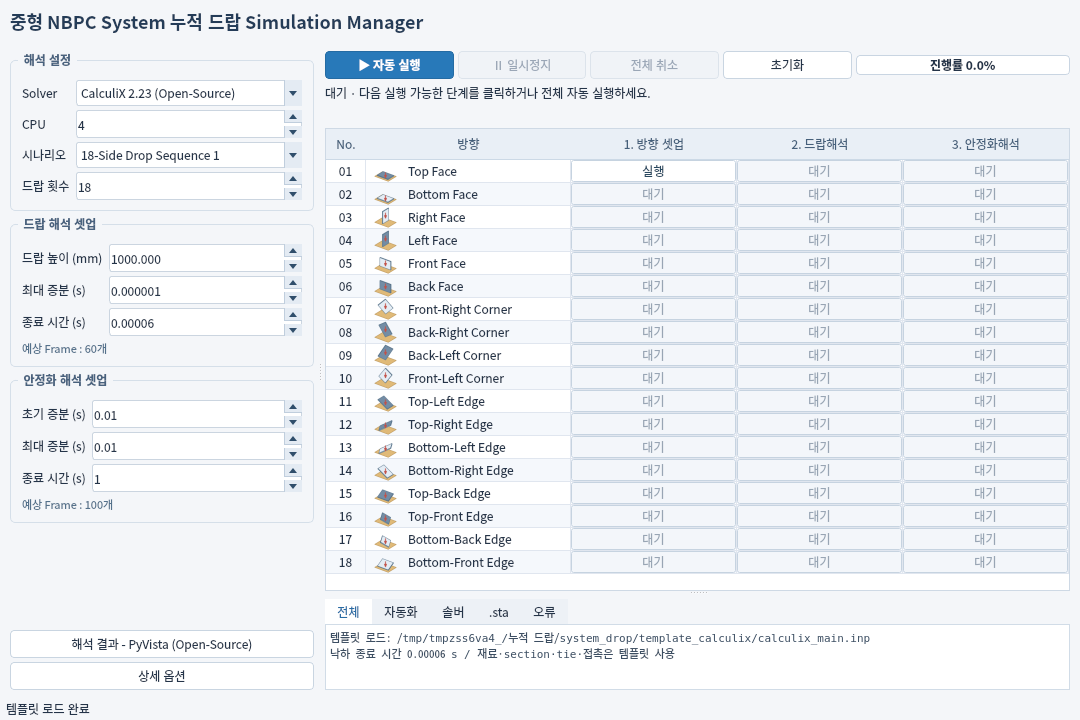 중형 NBPC System 누적 드랍 Simulation Manager
해석 설정
Solver CalculiX 2.23 (Open-Source)
CPU 4
시나리오 18-Side Drop Sequence 1
드랍 횟수 18
드랍 해석 셋업
드랍 높이 (mm) 1000.000
최대 증분 (s) 0.000001
종료 시간 (s) 0.00006
예상 Frame : 60개
안정화 해석 셋업
초기 증분 (s) 0.01
최대 증분 (s) 0.01
종료 시간 (s) 1
예상 Frame : 100개
해석 결과 - PyVista (Open-Source)
상세 옵션
▶ 자동 실행 II 일시정지 전체 취소 초기화 진행률 0.0%
대기 · 다음 실행 가능한 단계를 클릭하거나 전체 자동 실행하세요.
No. 방향 1. 방향 셋업 2. 드랍해석 3. 안정화해석
01 Top Face 실행 대기 대기
02 Bottom Face 대기 대기 대기
03 Right Face 대기 대기 대기
04 Left Face 대기 대기 대기
05 Front Face 대기 대기 대기
06 Back Face 대기 대기 대기
07 Front-Right Corner 대기 대기 대기
08 Back-Right Corner 대기 대기 대기
09 Back-Left Corner 대기 대기 대기
10 Front-Left Corner 대기 대기 대기
11 Top-Left Edge 대기 대기 대기
12 Top-Right Edge 대기 대기 대기
13 Bottom-Left Edge 대기 대기 대기
14 Bottom-Right Edge 대기 대기 대기
15 Top-Back Edge 대기 대기 대기
16 Top-Front Edge 대기 대기 대기
17 Bottom-Back Edge 대기 대기 대기
18 Bottom-Front Edge 대기 대기 대기
전체 자동화 솔버 .sta 오류
템플릿 로드: /tmp/tmpzss6va4_/누적 드랍/system_drop/template_calculix/calculix_main.inp
낙하 종료 시간 0.00006 s / 재료·section·tie·접촉은 템플릿 사용
템플릿 로드 완료